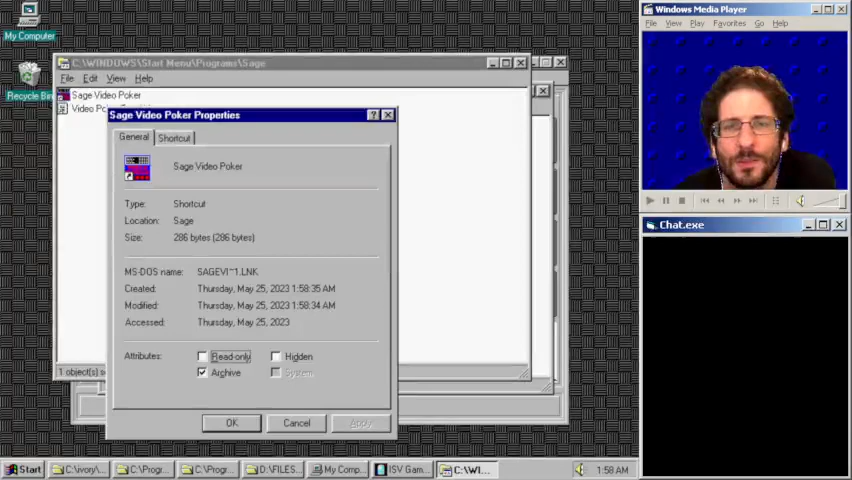 My Computer
Recycle Bin
C:\WINDOWS\Start Menu\Programs\Sage
File Edit View Help
Sage Video Poker
Video
Sage Video Poker Properties
General Shortcut
Sage Video Poker
Type: Shortcut
Location: Sage
Size: 286 bytes (286 bytes)
MS-DOS name: SAGEVI~1.LNK
Created: Thursday, May 25, 2023 1:58:35 AM
Modified: Thursday, May 25, 2023 1:58:34 AM
Accessed: Thursday, May 25, 2023
Attributes: Read-only Hidden
Archive System
1 object(s)
OK Cancel Apply
Windows Media Player
File View Play Favorites Go Help
Chat.exe
Start C:\ivory\... C:\Progr... C:\Progr... D:\FILES... My Comp... ISV Gam... C:\WI... 1:58 AM